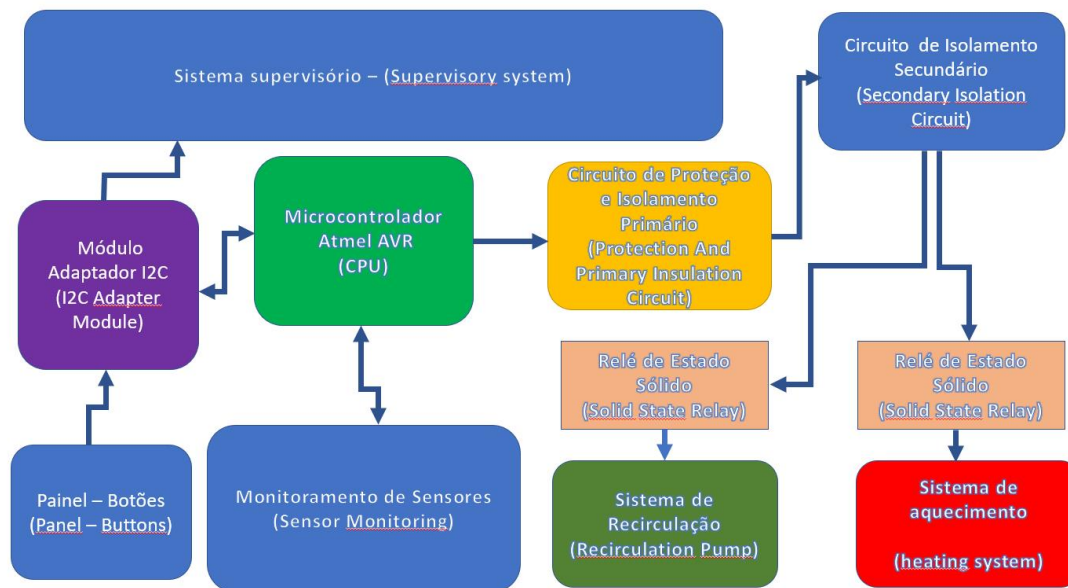 Sistema supervisório – (Supervisory system)
Circuito de Isolamento
Secundário
(Secondary Isolation
Circuit)
Módulo
Adaptador I2C
(I2C Adapter
Module)
Microcontrolador
Atmel AVR
(CPU)
Circuito de Proteção
e Isolamento
Primário
(Protection And
Primary Insulation
Circuit)
Relé de Estado
Sólido
(Solid State Relay)
Relé de Estado
Sólido
(Solid State Relay)
Painel – Botões
(Panel – Buttons)
Monitoramento de Sensores
(Sensor Monitoring)
Sistema de
Recirculação
(Recirculation Pump)
Sistema de
aquecimento
(heating system)